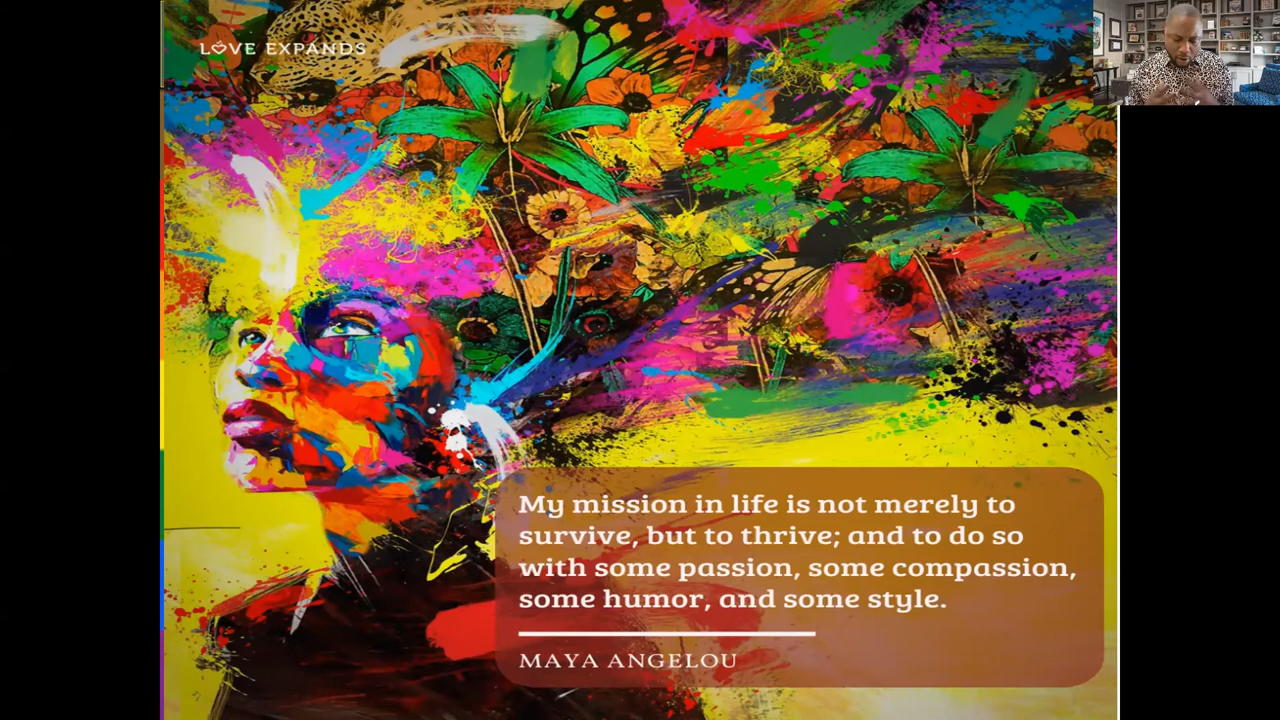 LOVE EXPANDS
My mission in life is not merely to
survive, but to thrive; and to do so
with some passion, some compassion,
some humor, and some style.
MAYA ANGELOU